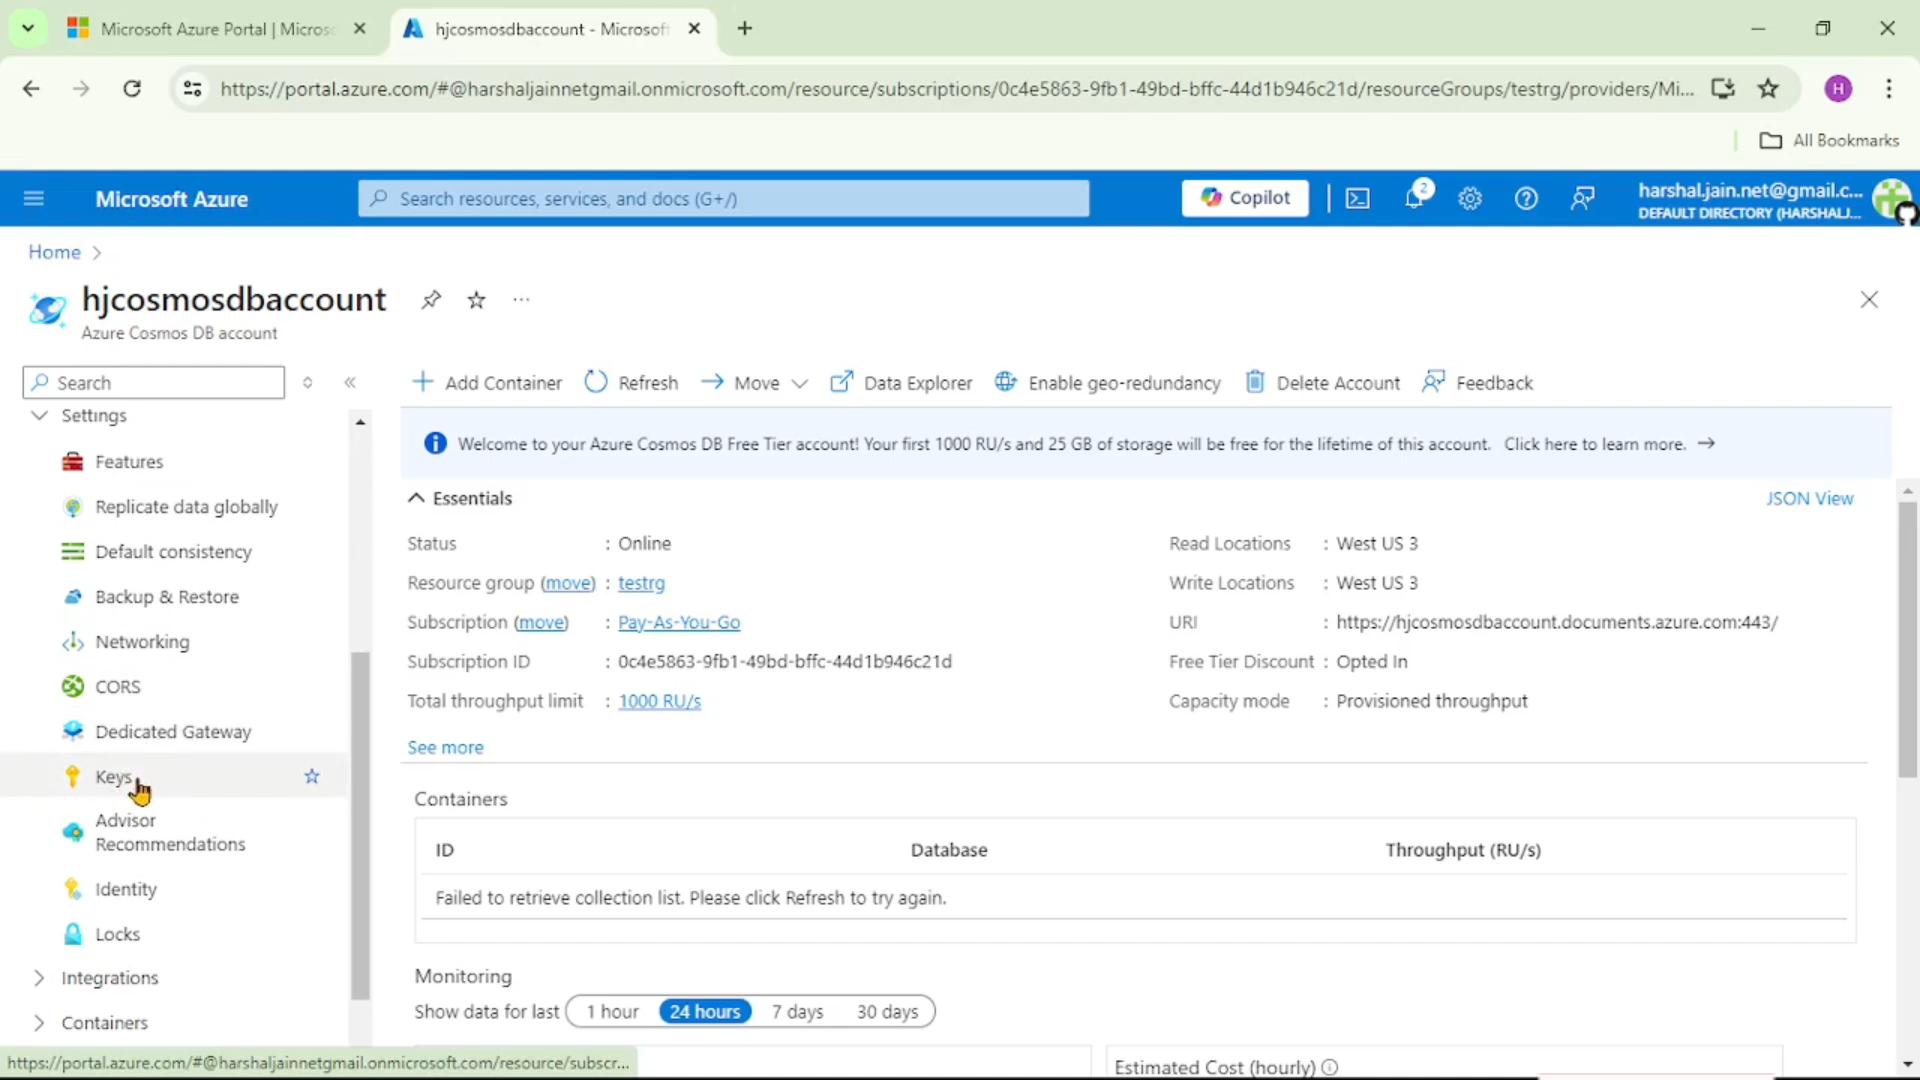 Microsoft Azure Portal | Micros
hjcosmosdbaccount - Microsof
https://portal.azure.com/#@harshaljainnetgmail.onmicrosoft.com/resource/subscriptions/0c4e5863-9fb1-49bd-bffc-44d1b946c21d/resourceGroups/testrg/providers/Mi...
H
All Bookmarks
Microsoft Azure
Search resources, services, and docs (G+/)
Copilot
2
harshal.jain.net@gmail.c...
DEFAULT DIRECTORY (HARSHALJ...
Home
hjcosmosdbaccount
Azure Cosmos DB account
Search
Add Container
Refresh
Move
Data Explorer
Enable geo-redundancy
Delete Account
Feedback
Settings
Features
Replicate data globally
Default consistency
Backup & Restore
Networking
CORS
Dedicated Gateway
Keys
Advisor
Recommendations
Identity
Locks
Integrations
Containers
Welcome to your Azure Cosmos DB Free Tier account! Your first 1000 RU/s and 25 GB of storage will be free for the lifetime of this account. Click here to learn more. →
Essentials
JSON View
Status : Online
Resource group (move) : testrg
Subscription (move) : Pay-As-You-Go
Subscription ID : 0c4e5863-9fb1-49bd-bffc-44d1b946c21d
Total throughput limit : 1000 RU/s
See more
Read Locations : West US 3
Write Locations : West US 3
URI : https://hjcosmosdbaccount.documents.azure.com:443/
Free Tier Discount : Opted In
Capacity mode : Provisioned throughput
Containers
ID Database Throughput (RU/s)
Failed to retrieve collection list. Please click Refresh to try again.
Monitoring
Show data for last 1 hour 24 hours 7 days 30 days
Estimated Cost (hourly)
https://portal.azure.com/#@harshaljainnetgmail.onmicrosoft.com/resource/subscr...